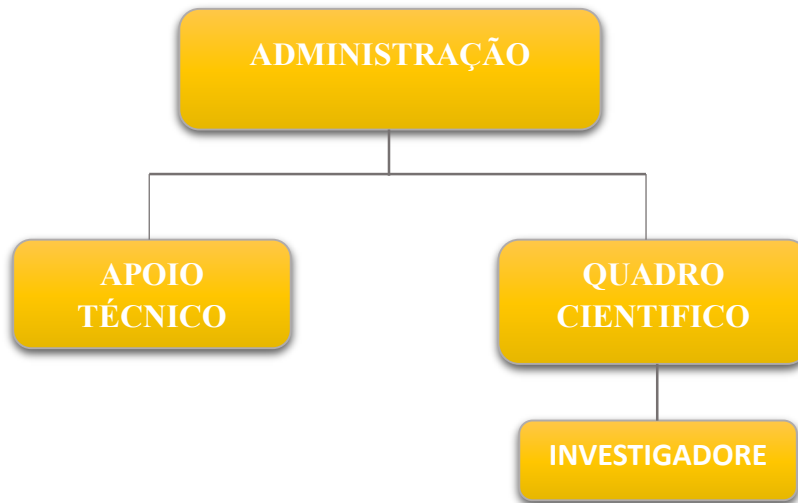 ADMINISTRAÇÃO
APOIO
TÉCNICO
QUADRO
CIENTIFICO
INVESTIGADORE